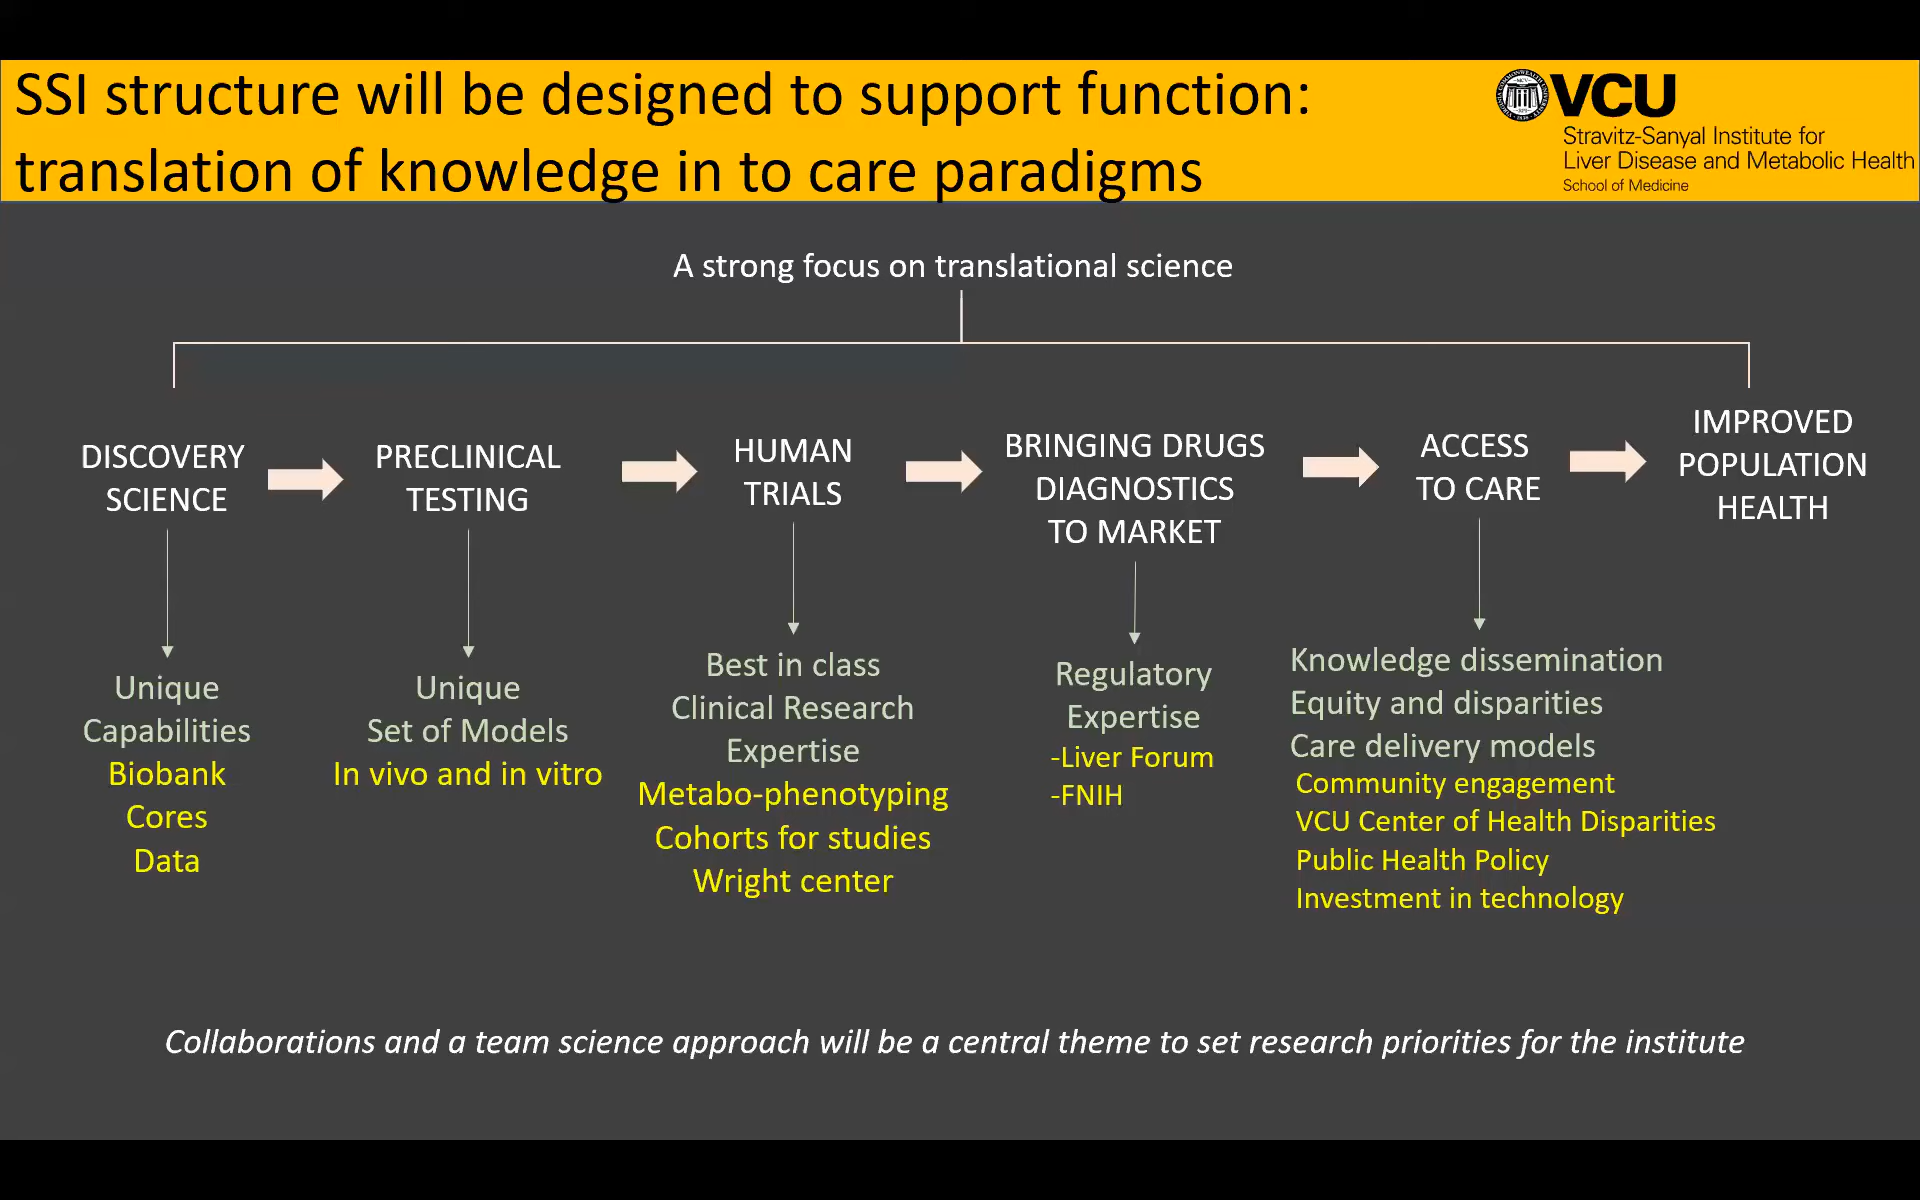 SSI structure will be designed to support function:
translation of knowledge in to care paradigms
VCU
Stravitz-Sanyal Institute for
Liver Disease and Metabolic Health
School of Medicine
A strong focus on translational science
DISCOVERY
SCIENCE
PRECLINICAL
TESTING
HUMAN
TRIALS
BRINGING DRUGS
DIAGNOSTICS
TO MARKET
ACCESS
TO CARE
IMPROVED
POPULATION
HEALTH
Unique
Capabilities
Biobank
Cores
Data
Unique
Set of Models
In vivo and in vitro
Best in class
Clinical Research
Expertise
Metabo-phenotyping
Cohorts for studies
Wright center
Regulatory
Expertise
-Liver Forum
-FNIH
Knowledge dissemination
Equity and disparities
Care delivery models
Community engagement
VCU Center of Health Disparities
Public Health Policy
Investment in technology
Collaborations and a team science approach will be a central theme to set research priorities for the institute